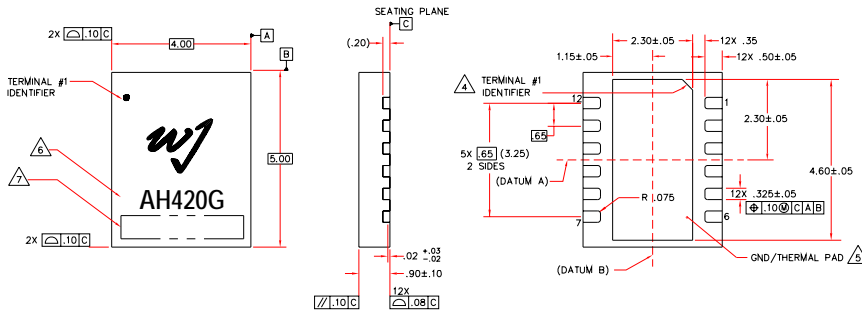 SEATING PLANE
2X ⌓ .10 C
4.00
A
B
TERMINAL #1
IDENTIFIER
wj
6
7
AH420G
5.00
2X ⌓ .10 C
(.20)
C
.02 +.03 -.02
.90±.10
// .10 C
12X
⌓ .08 C
2.30±.05
12X .35
1.15±.05
12X .50±.05
4
TERMINAL #1
IDENTIFIER
12
1
.65
2.30±.05
5X .65 (3.25)
2 SIDES
(DATUM A)
4.60±.05
R .075
12X .325±.05
⌖ .10Ⓜ C A B
7
6
GND/THERMAL PAD 5
(DATUM B)